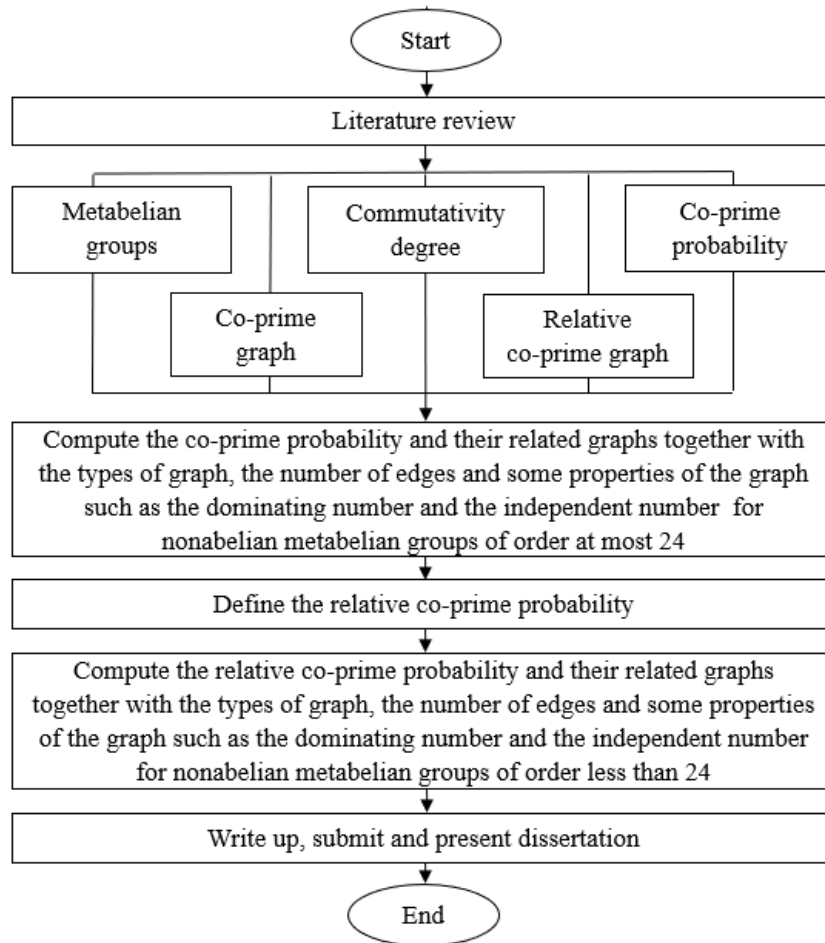 Start
Literature review
Metabelian
groups
Commutativity
degree
Co-prime
probability
Co-prime
graph
Relative
co-prime graph
Compute the co-prime probability and their related graphs together with
the types of graph, the number of edges and some properties of the graph
such as the dominating number and the independent number for
nonabelian metabelian groups of order at most 24
Define the relative co-prime probability
Compute the relative co-prime probability and their related graphs
together with the types of graph, the number of edges and some properties
of the graph such as the dominating number and the independent number
for nonabelian metabelian groups of order less than 24
Write up, submit and present dissertation
End